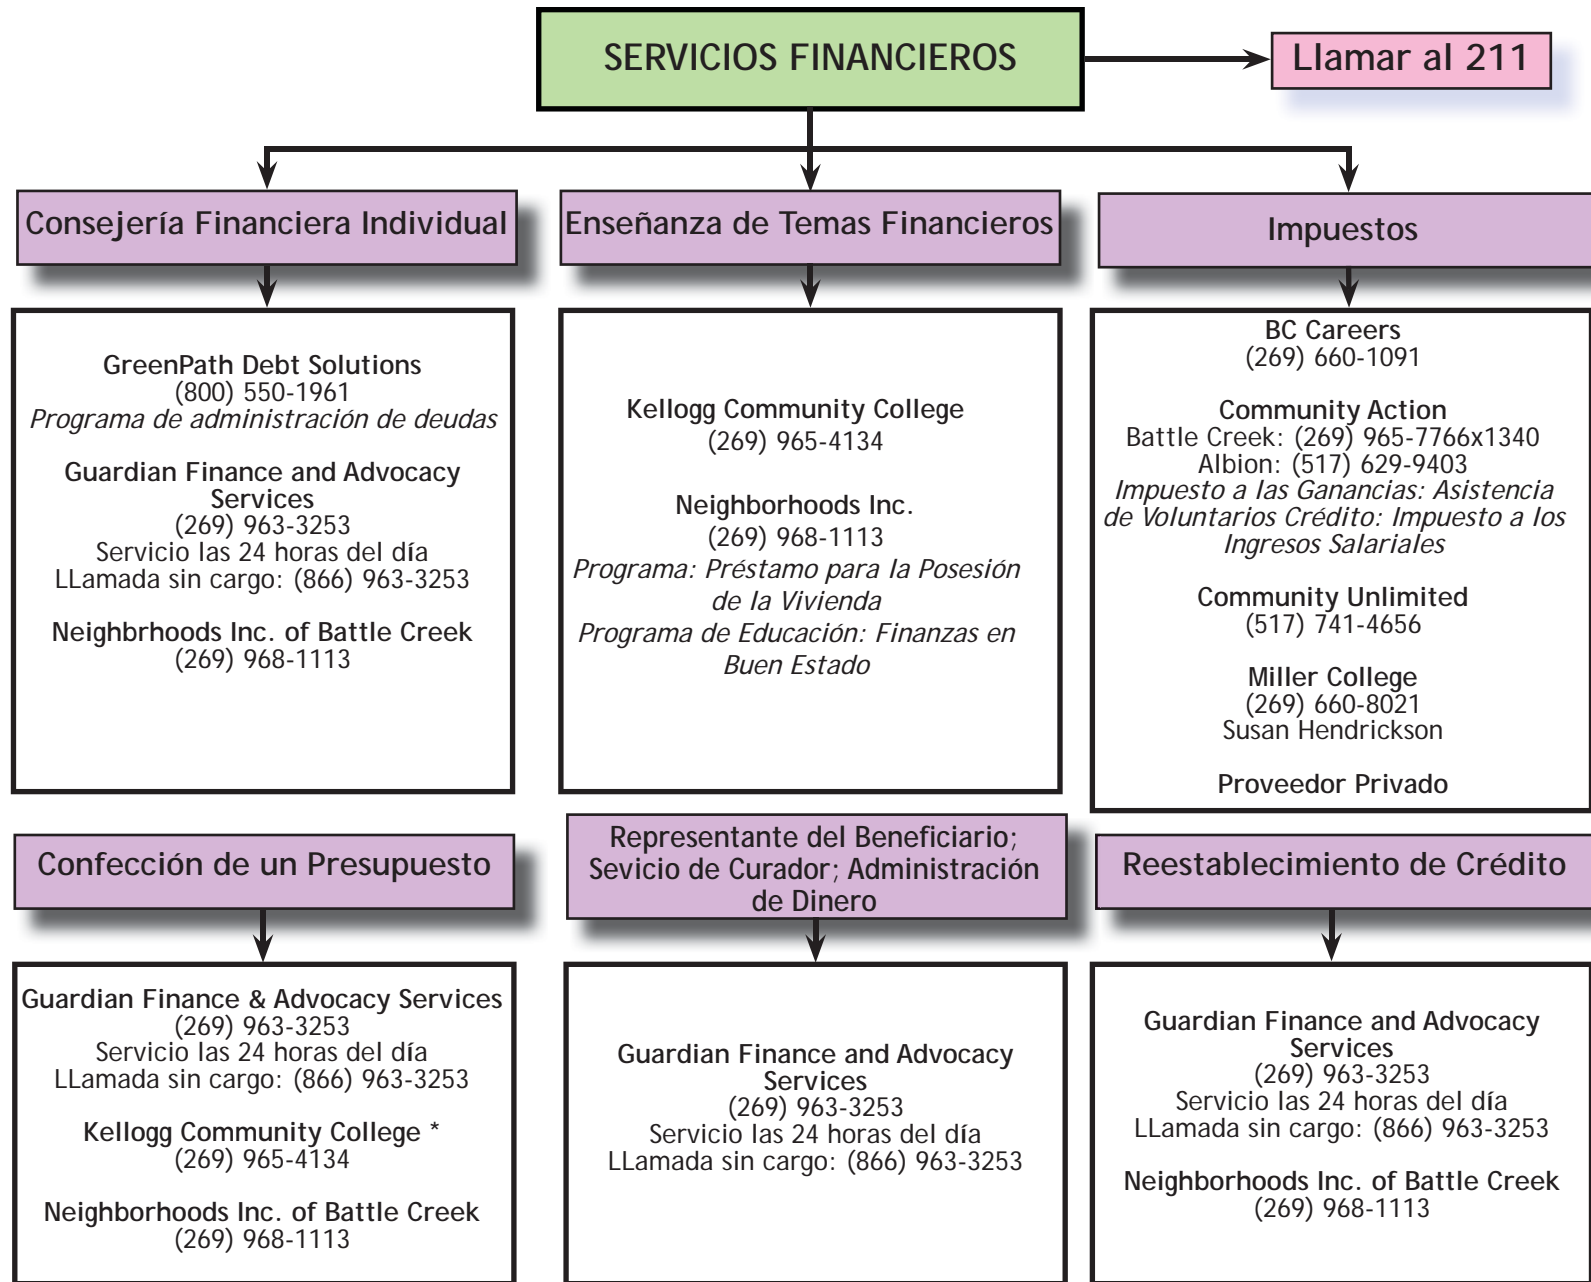 SERVICIOS FINANCIEROS
Llamar al 211
Consejería Financiera Individual
GreenPath Debt Solutions
(800) 550-1961
Programa de administración de deudas
Guardian Finance and Advocacy
Services
(269) 963-3253
Servicio las 24 horas del día
LLamada sin cargo: (866) 963-3253
Neighbrhoods Inc. of Battle Creek
(269) 968-1113
Enseñanza de Temas Financieros
Kellogg Community College
(269) 965-4134
Neighborhoods Inc.
(269) 968-1113
Programa: Préstamo para la Posesión
de la Vivienda
Programa de Educación: Finanzas en
Buen Estado
Impuestos
BC Careers
(269) 660-1091
Community Action
Battle Creek: (269) 965-7766x1340
Albion: (517) 629-9403
Impuesto a las Ganancias: Asistencia
de Voluntarios Crédito: Impuesto a los
Ingresos Salariales
Community Unlimited
(517) 741-4656
Miller College
(269) 660-8021
Susan Hendrickson
Proveedor Privado
Confección de un Presupuesto
Guardian Finance & Advocacy Services
(269) 963-3253
Servicio las 24 horas del día
LLamada sin cargo: (866) 963-3253
Kellogg Community College *
(269) 965-4134
Neighborhoods Inc. of Battle Creek
(269) 968-1113
Representante del Beneficiario;
Sevicio de Curador; Administración
de Dinero
Guardian Finance and Advocacy
Services
(269) 963-3253
Servicio las 24 horas del día
LLamada sin cargo: (866) 963-3253
Reestablecimiento de Crédito
Guardian Finance and Advocacy
Services
(269) 963-3253
Servicio las 24 horas del día
LLamada sin cargo: (866) 963-3253
Neighborhoods Inc. of Battle Creek
(269) 968-1113